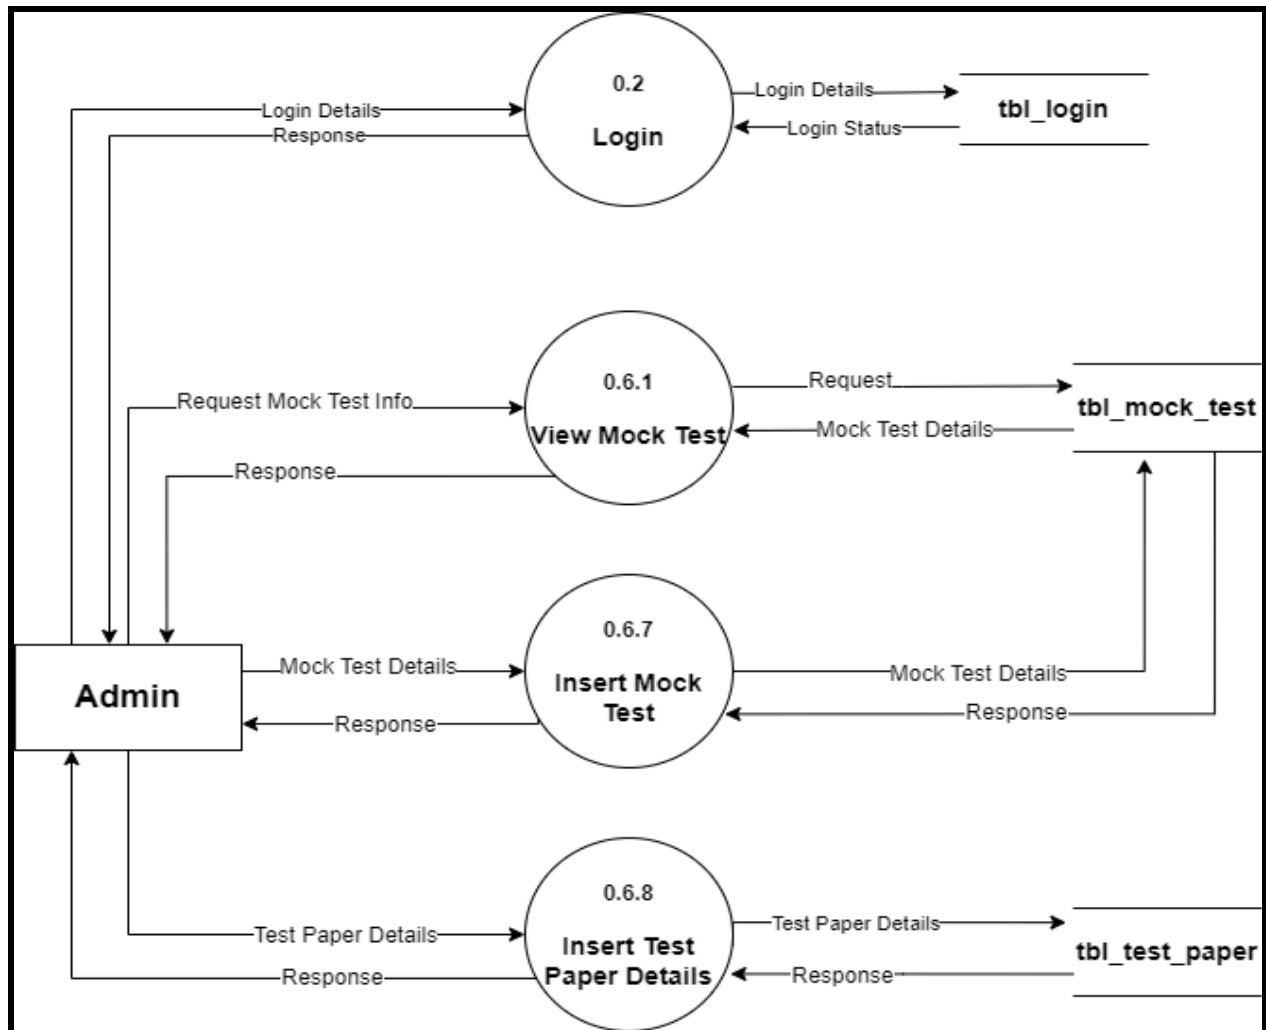 0.2
Login
Login Details
Response
Login Details
Login Status
tbl_login
0.6.1
View Mock Test
Request Mock Test Info
Response
Request
Mock Test Details
tbl_mock_test
0.6.7
Insert Mock
Test
Admin
Mock Test Details
Response
Mock Test Details
Response
0.6.8
Insert Test
Paper Details
Test Paper Details
Response
Test Paper Details
Response
tbl_test_paper